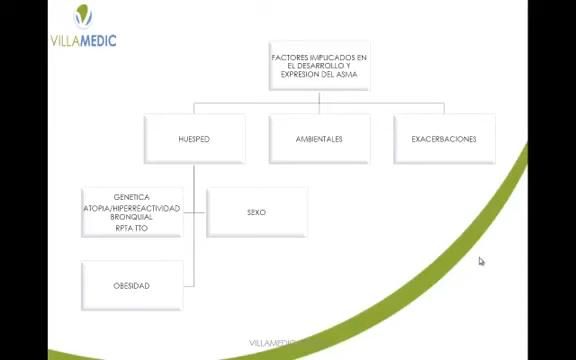 VILLAMEDIC
FACTORES IMPLICADOS EN
EL DESARROLLO Y
EXPRESION DEL ASMA
HUESPED
AMBIENTALES
EXACERBACIONES
GENETICA
ATOPIA/HIPERREACTIVIDAD
BRONQUIAL
RPTA TTO
SEXO
OBESIDAD
VILLAMEDIC